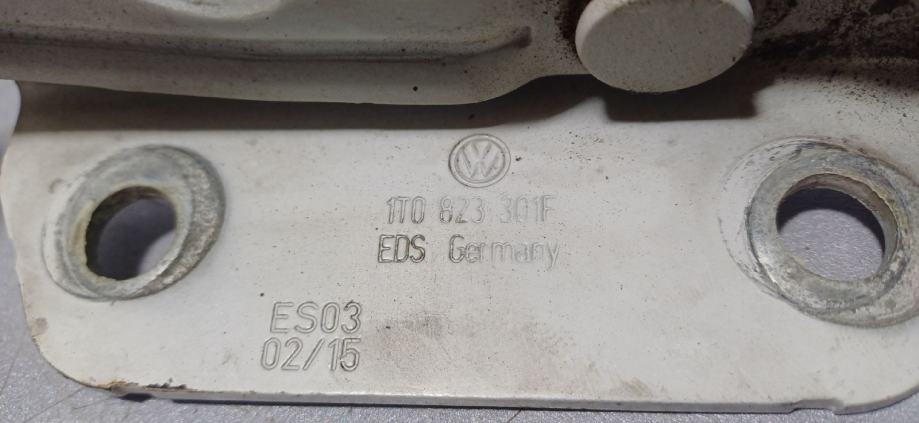 1T0 823 301F
EDS Germany
ES03
02/15